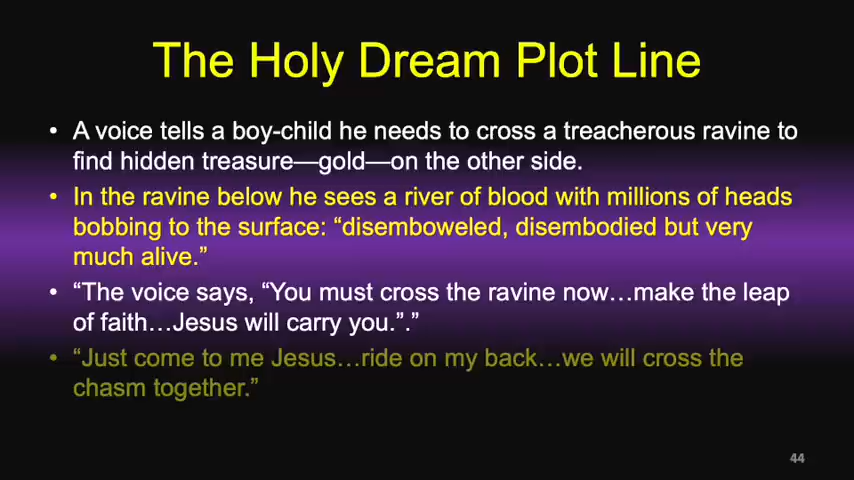 The Holy Dream Plot Line
• A voice tells a boy-child he needs to cross a treacherous ravine to
find hidden treasure—gold—on the other side.
• In the ravine below he sees a river of blood with millions of heads
bobbing to the surface: “disemboweled, disembodied but very
much alive.”
• “The voice says, “You must cross the ravine now…make the leap
of faith…Jesus will carry you.”.”
• “Just come to me Jesus…ride on my back…we will cross the
chasm together.”
44